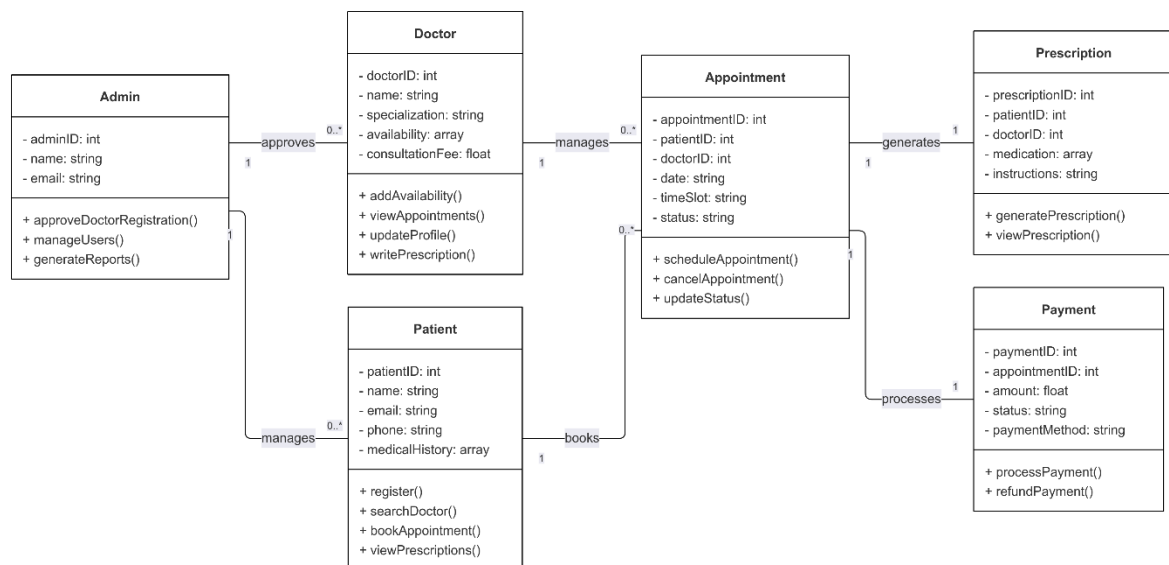 Admin
- adminID: int
- name: string
- email: string
+ approveDoctorRegistration()
+ manageUsers()
+ generateReports()
1
approves
0..*
1
manages
0..*
Doctor
- doctorID: int
- name: string
- specialization: string
- availability: array
- consultationFee: float
+ addAvailability()
+ viewAppointments()
+ updateProfile()
+ writePrescription()
1
manages
0..*
Patient
- patientID: int
- name: string
- email: string
- phone: string
- medicalHistory: array
+ register()
+ searchDoctor()
+ bookAppointment()
+ viewPrescriptions()
1
books
0..*
Appointment
- appointmentID: int
- patientID: int
- doctorID: int
- date: string
- timeSlot: string
- status: string
+ scheduleAppointment()
+ cancelAppointment()
+ updateStatus()
1
generates
1
1
processes
1
Prescription
- prescriptionID: int
- patientID: int
- doctorID: int
- medication: array
- instructions: string
+ generatePrescription()
+ viewPrescription()
Payment
- paymentID: int
- appointmentID: int
- amount: float
- status: string
- paymentMethod: string
+ processPayment()
+ refundPayment()